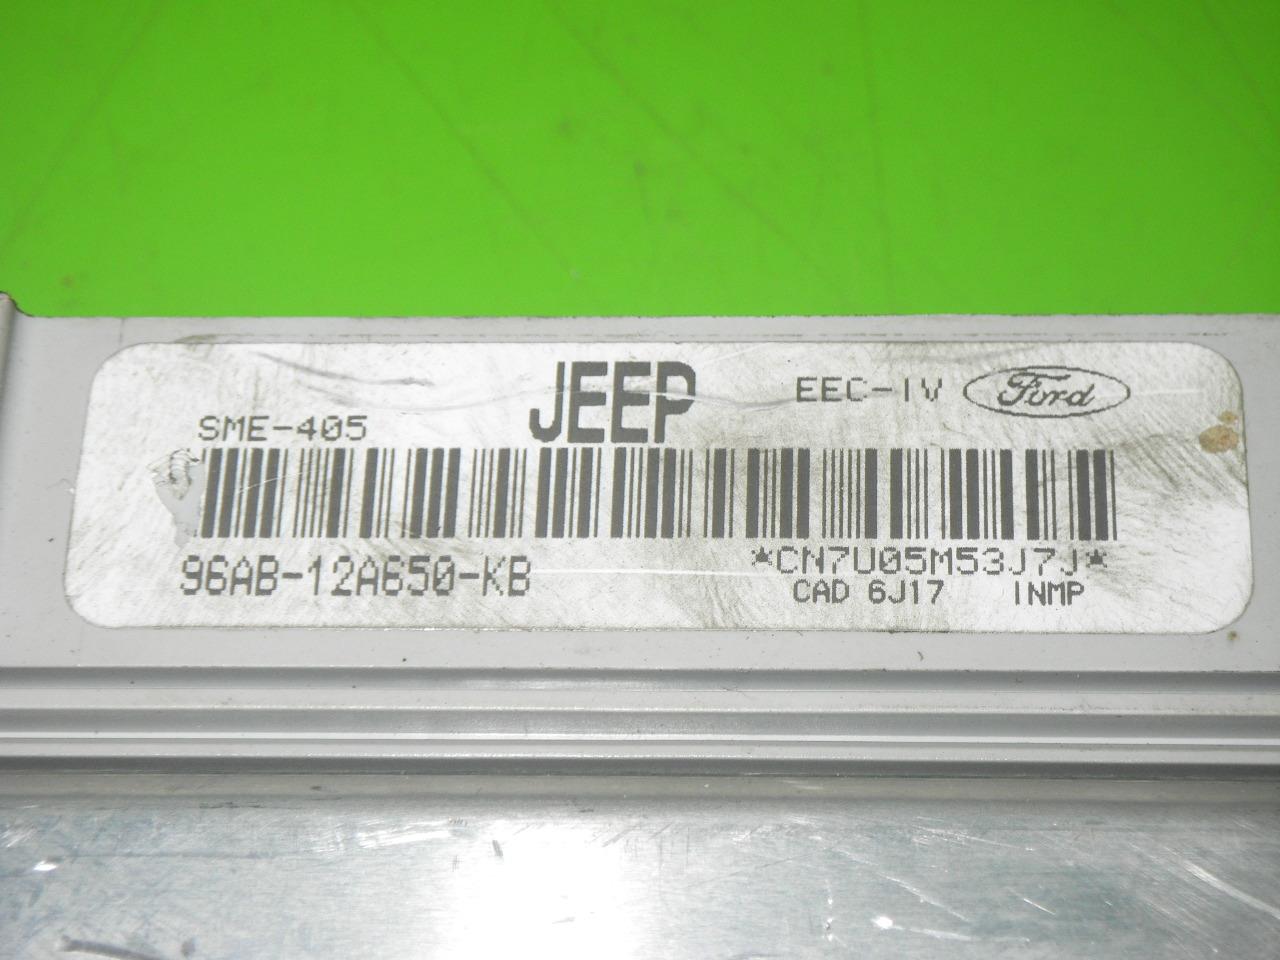 JEEP EEC-IV Ford
SME-405
96AB-12A650-KB *CN7U05M53J7J*
CAD 6J17 INMP